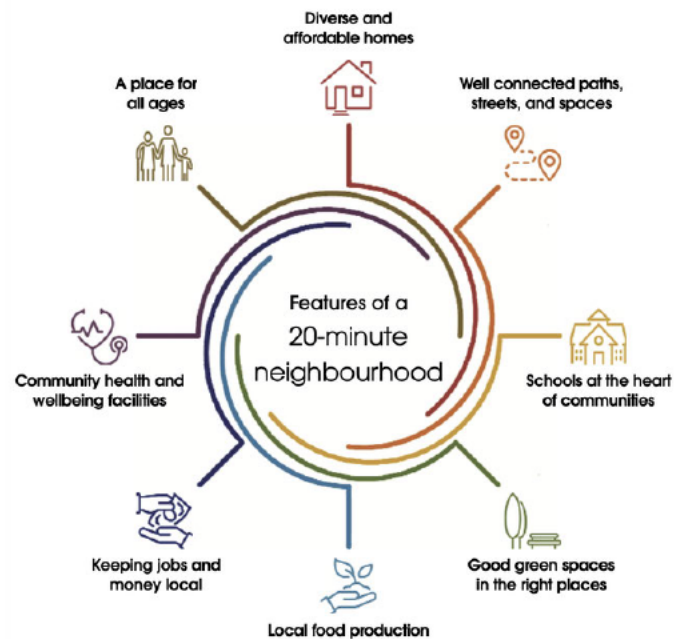 Diverse and
affordable homes
A place for
all ages
Well connected paths,
streets, and spaces
Features of a
20-minute
neighbourhood
Community health and
wellbeing facilities
Schools at the heart
of communities
Keeping jobs and
money local
Good green spaces
in the right places
Local food production